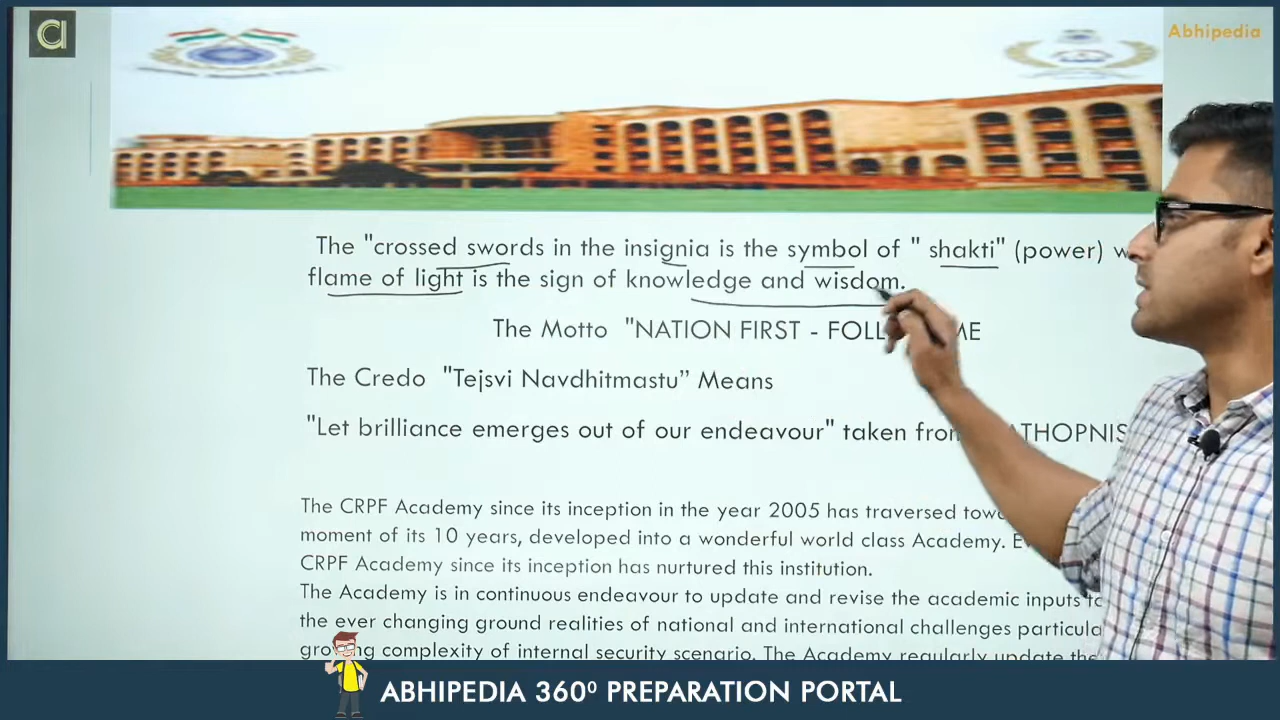 Abhipedia
The "crossed swords in the insignia is the symbol of " shakti" (power)
flame of light is the sign of knowledge and wisdom.
The Motto "NATION FIRST - ME
The Credo "Tejsvi Navdhitmastu” Means
"Let brilliance emerges out of our endeavour" taken
The CRPF Academy since its inception in the year 2005 has traversed
moment of its 10 years, developed into a wonderful world class Academy.
CRPF Academy since its inception has nurtured this institution.
The Academy is in continuous endeavour to update and revise the academic inputs
the ever changing ground realities of national and international challenges
complexity of internal security scenario. The Academy regularly update
ABHIPEDIA 360⁰ PREPARATION PORTAL